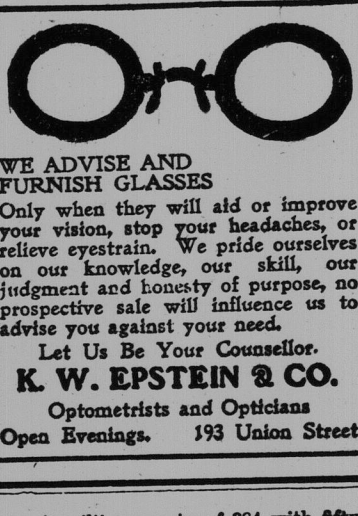 WE ADVISE AND
FURNISH GLASSES
Only when they will aid or improve
your vision, stop your headaches, or
relieve eyestrain. We pride ourselves
on our knowledge, our skill, our
judgment and honesty of purpose, no
prospective sale will influence us to
advise you against your need.
Let Us Be Your Counsellor.
K. W. EPSTEIN & CO.
Optometrists and Opticians
Open Evenings. 193 Union Street